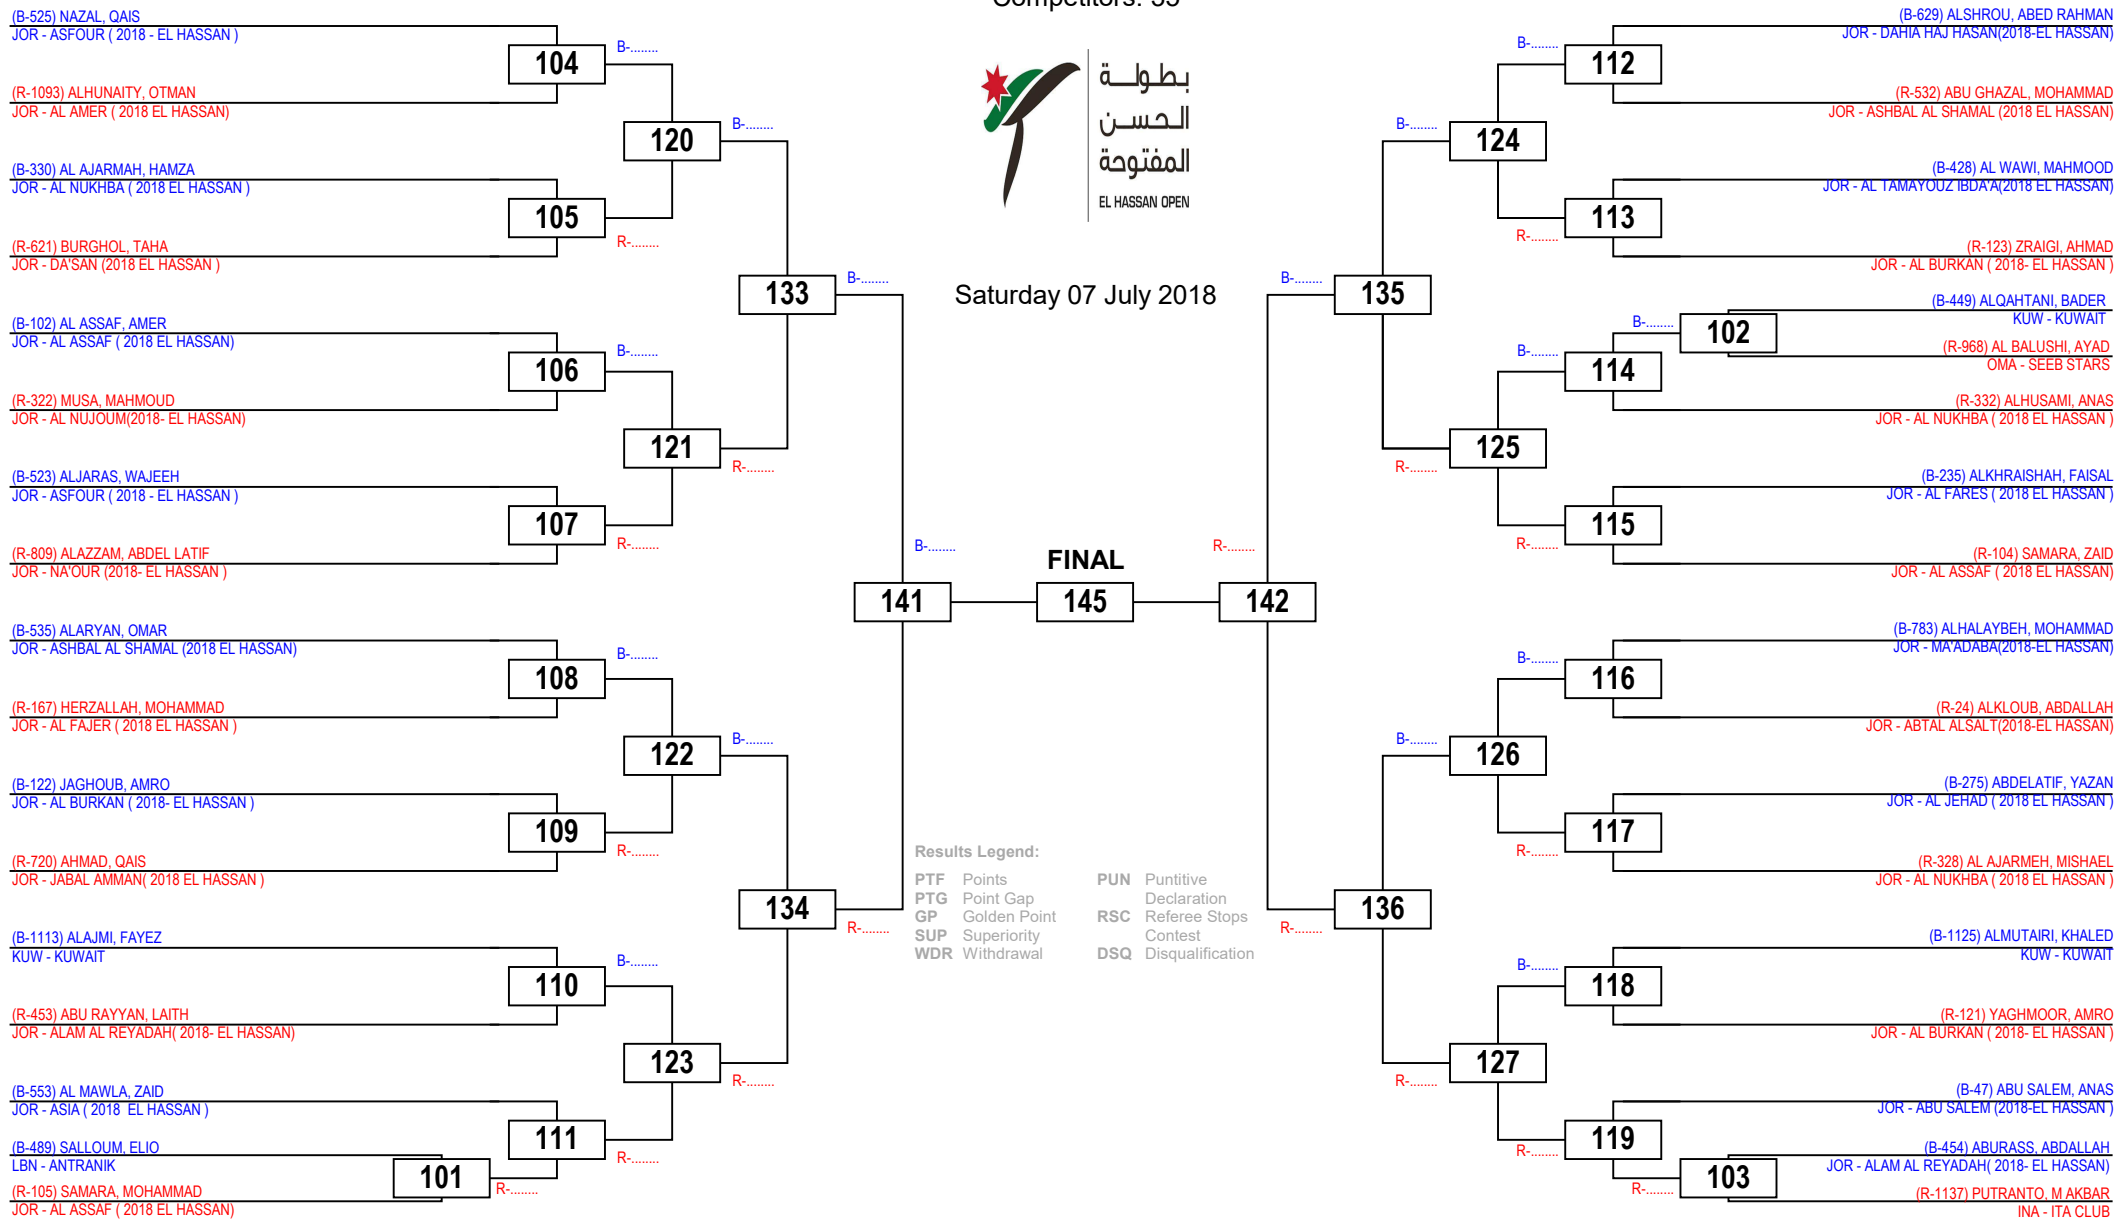 Competitors: 35
(B-525) NAZAL, QAIS
JOR - ASFOUR ( 2018 - EL HASSAN )
104
B-........
(R-1093) ALHUNAITY, OTMAN
JOR - AL AMER ( 2018 EL HASSAN)
120
B-........
(B-330) AL AJARMAH, HAMZA
JOR - AL NUKHBA ( 2018 EL HASSAN )
105
R-........
(R-621) BURGHOL, TAHA
JOR - DA'SAN (2018 EL HASSAN )
133
B-........
(B-102) AL ASSAF, AMER
JOR - AL ASSAF ( 2018 EL HASSAN)
106
B-........
(R-322) MUSA, MAHMOUD
JOR - AL NUJOUM(2018- EL HASSAN)
121
R-........
(B-523) ALJARAS, WAJEEH
JOR - ASFOUR ( 2018 - EL HASSAN )
107
R-........
(R-809) ALAZZAM, ABDEL LATIF
JOR - NA'OUR (2018- EL HASSAN )
141
B-........
(B-535) ALARYAN, OMAR
JOR - ASHBAL AL SHAMAL (2018 EL HASSAN)
108
B-........
(R-167) HERZALLAH, MOHAMMAD
JOR - AL FAJER ( 2018 EL HASSAN )
122
B-........
(B-122) JAGHOUB, AMRO
JOR - AL BURKAN ( 2018- EL HASSAN )
109
R-........
(R-720) AHMAD, QAIS
JOR - JABAL AMMAN( 2018 EL HASSAN )
134
R-........
(B-1113) ALAJMI, FAYEZ
KUW - KUWAIT
110
B-........
(R-453) ABU RAYYAN, LAITH
JOR - ALAM AL REYADAH( 2018- EL HASSAN)
123
R-........
(B-553) AL MAWLA, ZAID
JOR - ASIA ( 2018 EL HASSAN )
111
R-........
(B-489) SALLOUM, ELIO
LBN - ANTRANIK
101
R-........
(R-105) SAMARA, MOHAMMAD
JOR - AL ASSAF ( 2018 EL HASSAN)
بطولة
الحسن
المفتوحة
EL HASSAN OPEN
Saturday 07 July 2018
FINAL
145
Results Legend:
PTF Points
PTG Point Gap
GP Golden Point
SUP Superiority
WDR Withdrawal
PUN Puntitive
Declaration
RSC Referee Stops
Contest
DSQ Disqualification
(B-629) ALSHROU, ABED RAHMAN
JOR - DAHIA HAJ HASAN(2018-EL HASSAN)
B-........
112
(R-532) ABU GHAZAL, MOHAMMAD
JOR - ASHBAL AL SHAMAL (2018 EL HASSAN)
B-........
124
(B-428) AL WAWI, MAHMOOD
JOR - AL TAMAYOUZ IBDA'A(2018 EL HASSAN)
113
R-........
(R-123) ZRAIGI, AHMAD
JOR - AL BURKAN ( 2018- EL HASSAN )
B-........
135
(B-449) ALQAHTANI, BADER
KUW - KUWAIT
B-........
102
(R-968) AL BALUSHI, AYAD
OMA - SEEB STARS
B-........
114
(R-332) ALHUSAMI, ANAS
JOR - AL NUKHBA ( 2018 EL HASSAN )
125
R-........
(B-235) ALKHRAISHAH, FAISAL
JOR - AL FARES ( 2018 EL HASSAN )
115
R-........
(R-104) SAMARA, ZAID
JOR - AL ASSAF ( 2018 EL HASSAN)
R-........
142
(B-783) ALHALAYBEH, MOHAMMAD
JOR - MA'ADABA(2018-EL HASSAN)
B-........
116
(R-24) ALKLOUB, ABDALLAH
JOR - ABTAL ALSALT(2018-EL HASSAN)
B-........
126
(B-275) ABDELATIF, YAZAN
JOR - AL JEHAD ( 2018 EL HASSAN )
117
R-........
(R-328) AL AJARMEH, MISHAEL
JOR - AL NUKHBA ( 2018 EL HASSAN )
136
R-........
(B-1125) ALMUTAIRI, KHALED
KUW - KUWAIT
B-........
118
(R-121) YAGHMOOR, AMRO
JOR - AL BURKAN ( 2018- EL HASSAN )
127
R-........
(B-47) ABU SALEM, ANAS
JOR - ABU SALEM (2018-EL HASSAN )
119
R-........
(B-454) ABURASS, ABDALLAH
JOR - ALAM AL REYADAH( 2018- EL HASSAN)
103
R-........
(R-1137) PUTRANTO, M AKBAR
INA - ITA CLUB